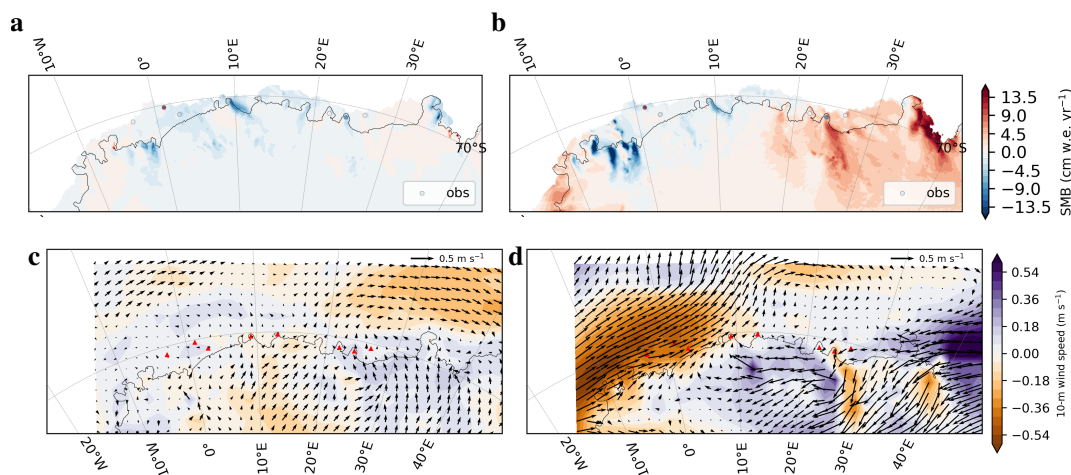 a
b
10°W
0°
10°E
20°E
30°E
10°W
0°
10°E
20°E
30°E
70°S
70°S
obs
obs
13.5
9.0
4.5
0.0
−4.5
−9.0
−13.5
SMB (cm w.e. yr⁻¹)
c
d
0.5 m s⁻¹
0.5 m s⁻¹
0.54
0.36
0.18
0.00
−0.18
−0.36
−0.54
10-m wind speed (m s⁻¹)
20°W
10°W
0°
10°E
20°E
30°E
40°E
20°W
10°W
0°
10°E
20°E
30°E
40°E